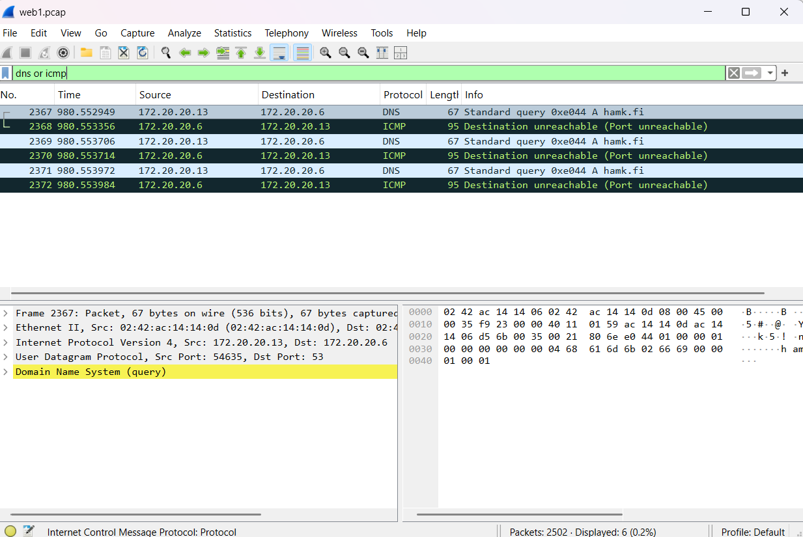 web1.pcap
File Edit View Go Capture Analyze Statistics Telephony Wireless Tools Help
dns or icmp
No. Time Source Destination Protocol Lengtl Info
2367 980.552949 172.20.20.13 172.20.20.6 DNS 67 Standard query 0xe044 A hamk.fi
2368 980.553356 172.20.20.6 172.20.20.13 ICMP 95 Destination unreachable (Port unreachable)
2369 980.553706 172.20.20.13 172.20.20.6 DNS 67 Standard query 0xe044 A hamk.fi
2370 980.553714 172.20.20.6 172.20.20.13 ICMP 95 Destination unreachable (Port unreachable)
2371 980.553972 172.20.20.13 172.20.20.6 DNS 67 Standard query 0xe044 A hamk.fi
2372 980.553984 172.20.20.6 172.20.20.13 ICMP 95 Destination unreachable (Port unreachable)
Frame 2367: Packet, 67 bytes on wire (536 bits), 67 bytes captured
Ethernet II, Src: 02:42:ac:14:14:0d (02:42:ac:14:14:0d), Dst: 02:4
Internet Protocol Version 4, Src: 172.20.20.13, Dst: 172.20.20.6
User Datagram Protocol, Src Port: 54635, Dst Port: 53
Domain Name System (query)
0000 02 42 ac 14 14 06 02 42 ac 14 14 0d 08 00 45 00 ·B·····B ··
0010 00 35 f9 23 00 00 40 11 01 59 ac 14 14 0d ac 14 ·5·#··@· ·Y
0020 14 06 d5 6b 00 35 00 21 80 6e e0 44 01 00 00 01 ···k·5·! ·n
0030 00 00 00 00 00 00 04 68 61 6d 6b 02 66 69 00 00 ·······h am
0040 01 00 01 ···
Internet Control Message Protocol: Protocol
Packets: 2502 · Displayed: 6 (0.2%)
Profile: Default